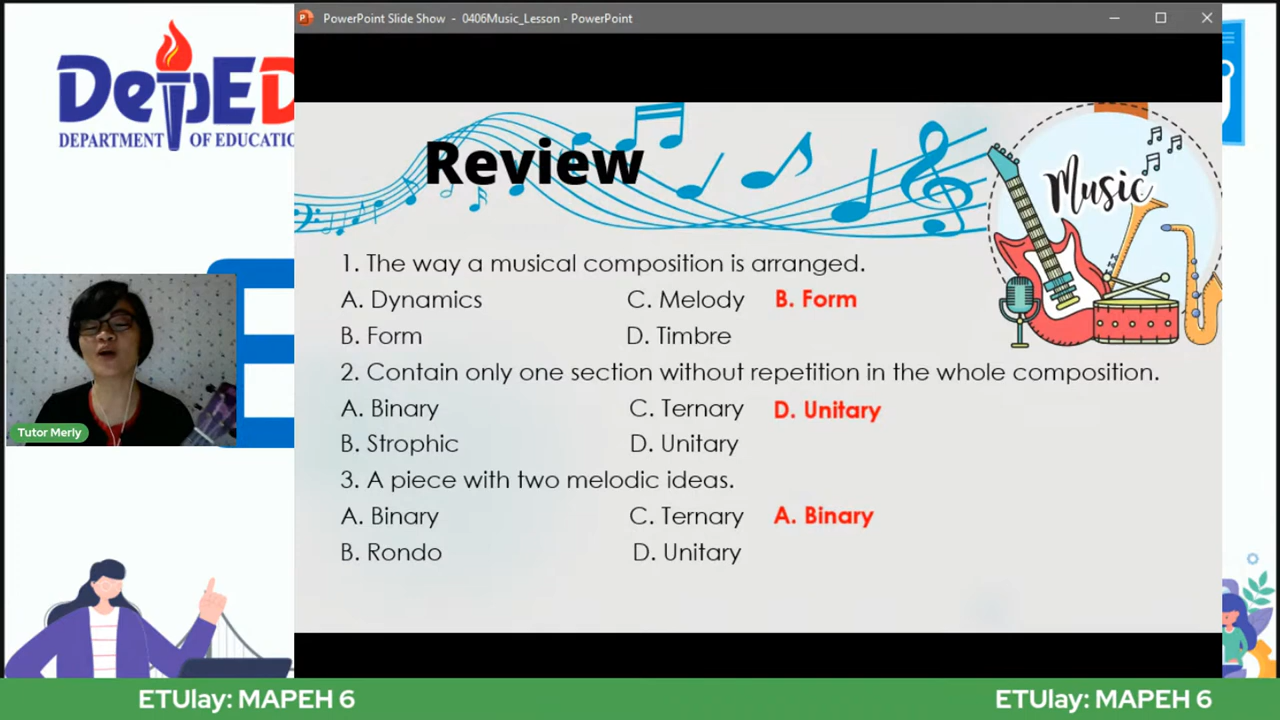 PowerPoint Slide Show - 0406Music_Lesson - PowerPoint
DepED
DEPARTMENT OF EDUCATIO
Review
Music
1. The way a musical composition is arranged.
A. Dynamics C. Melody B. Form
B. Form D. Timbre
2. Contain only one section without repetition in the whole composition.
A. Binary C. Ternary D. Unitary
B. Strophic D. Unitary
3. A piece with two melodic ideas.
A. Binary C. Ternary A. Binary
B. Rondo D. Unitary
Tutor Merly
ETUlay: MAPEH 6 ETUlay: MAPEH 6